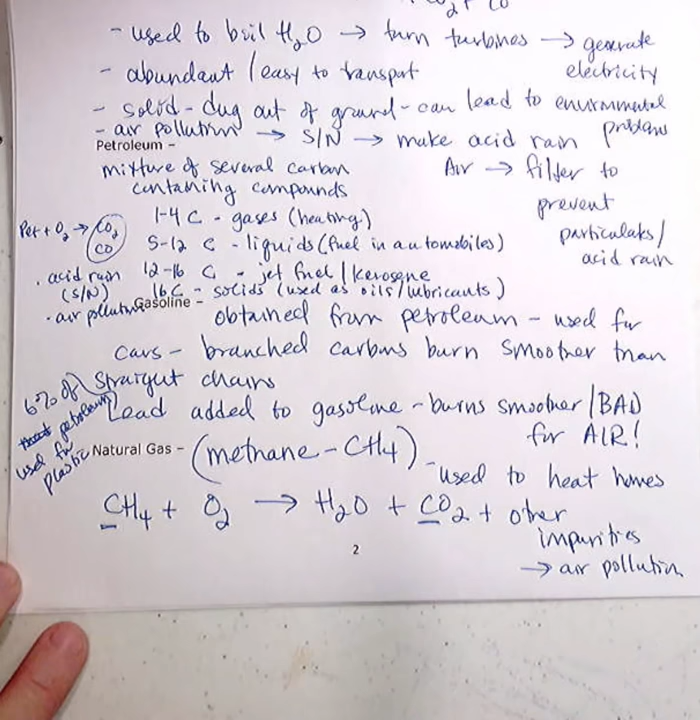 2 + CO
- used to boil H2O → turn turbines → generate electricity
- abundant / easy to transport
- solid - dug out of ground - can lead to environmental problems
- air pollution → S/N → make acid rain
Air → filter to prevent particulates/ acid rain
Petroleum -
mixture of several carbon
containing compounds
1-4 C - gases (heating)
5-12 C - liquids (fuel in automobiles)
12-16 C - jet fuel / kerosene
16 C - solids (used as oils/lubricants)
Pet + O2 → CO2
CO
. acid rain
(S/N)
. air pollution
Gasoline -
obtained from petroleum - used for
cars - branched carbons burn smoother than
straight chains
Lead added to gasoline - burns smoother / BAD
for AIR!
6% of
petroleum
used for
plastic
Natural Gas - (methane - CH4)
- used to heat homes
CH4 + O2 → H2O + CO2 + other
impurities
→ air pollution
2